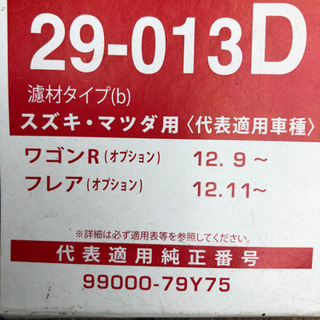 29-013D
濾材タイプ(b)
スズキ・マツダ用〈代表適用車種〉
ワゴンR (オプション) 12. 9～
フレア (オプション) 12.11～
※詳細は必ず適用表等を参照してください。
代表適用純正番号
99000-79Y75